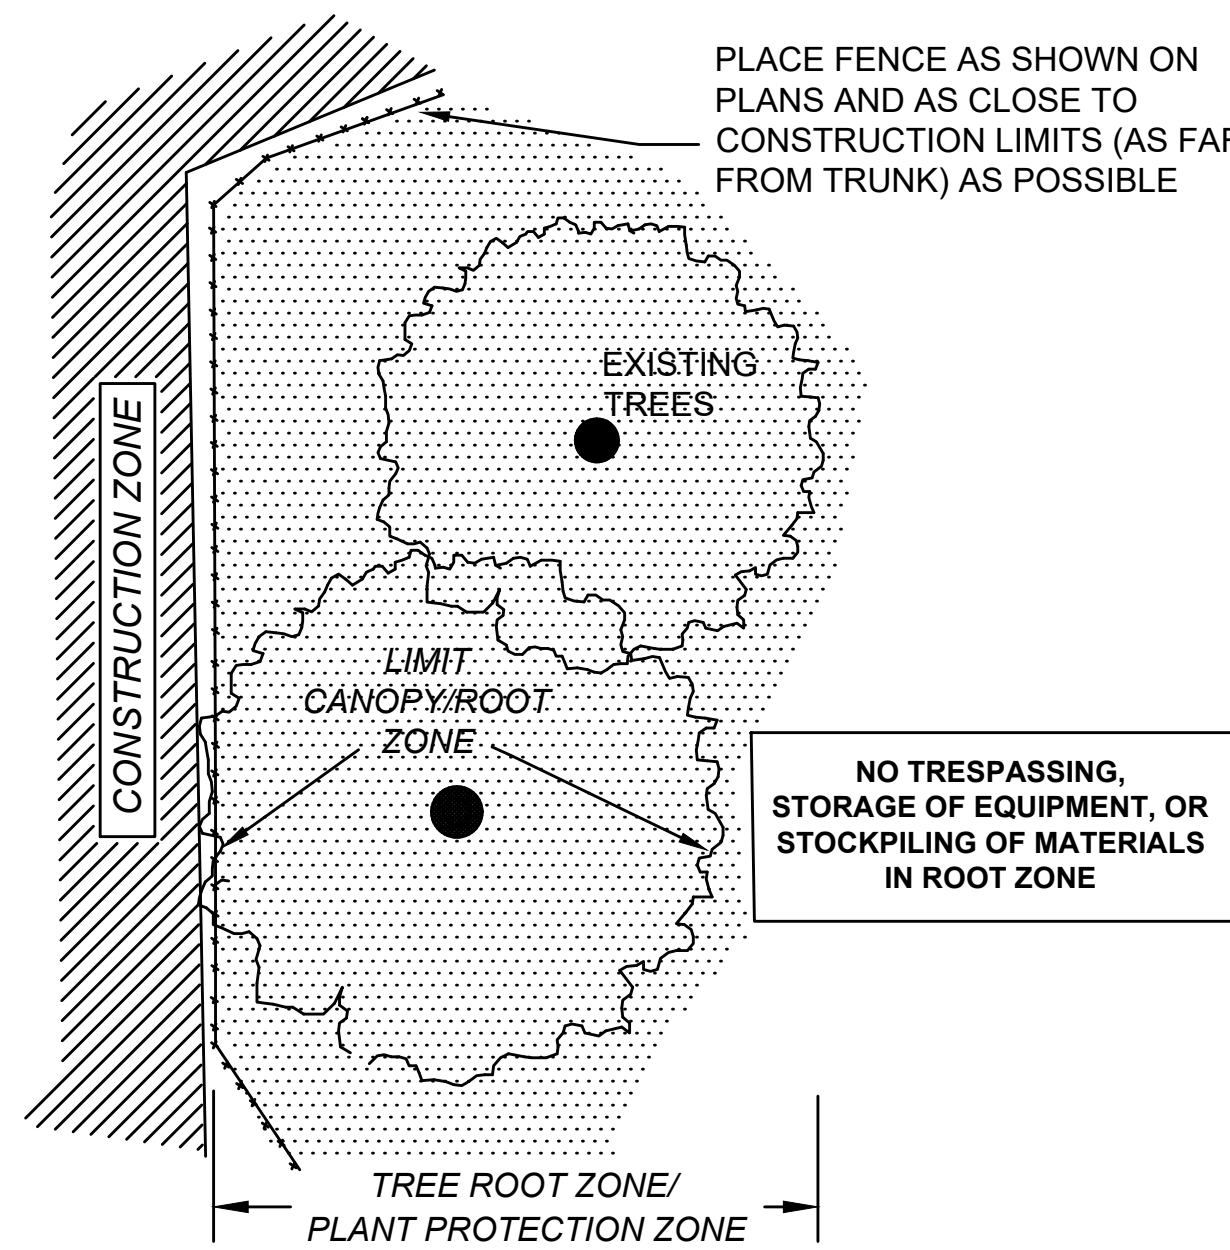 PLACE FENCE AS SHOWN ON
PLANS AND AS CLOSE TO
CONSTRUCTION LIMITS (AS FAR
FROM TRUNK) AS POSSIBLE
EXISTING
TREES
CONSTRUCTION ZONE
LIMIT
CANOPY/ROOT
ZONE
NO TRESPASSING,
STORAGE OF EQUIPMENT, OR
STOCKPILING OF MATERIALS
IN ROOT ZONE
TREE ROOT ZONE/
PLANT PROTECTION ZONE